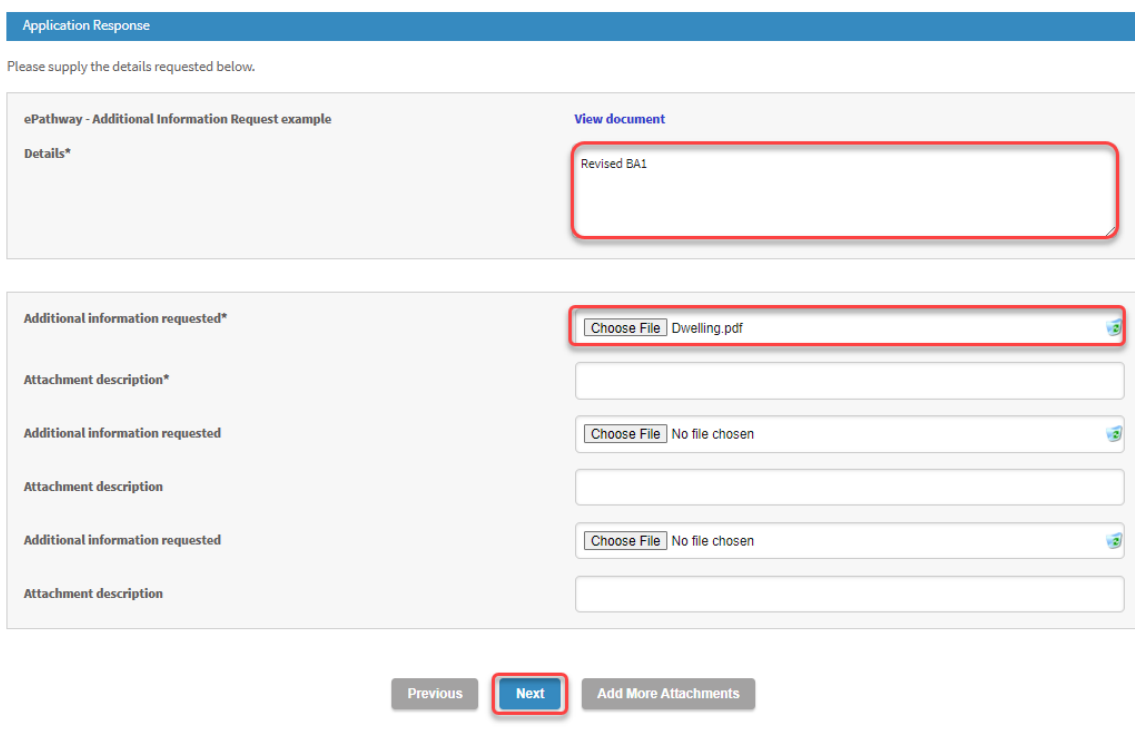 Application Response
Please supply the details requested below.
ePathway - Additional Information Request example View document
Details* Revised BA1
Additional information requested* Choose File Dwelling.pdf
Attachment description*
Additional information requested Choose File No file chosen
Attachment description
Additional information requested Choose File No file chosen
Attachment description
Previous Next Add More Attachments